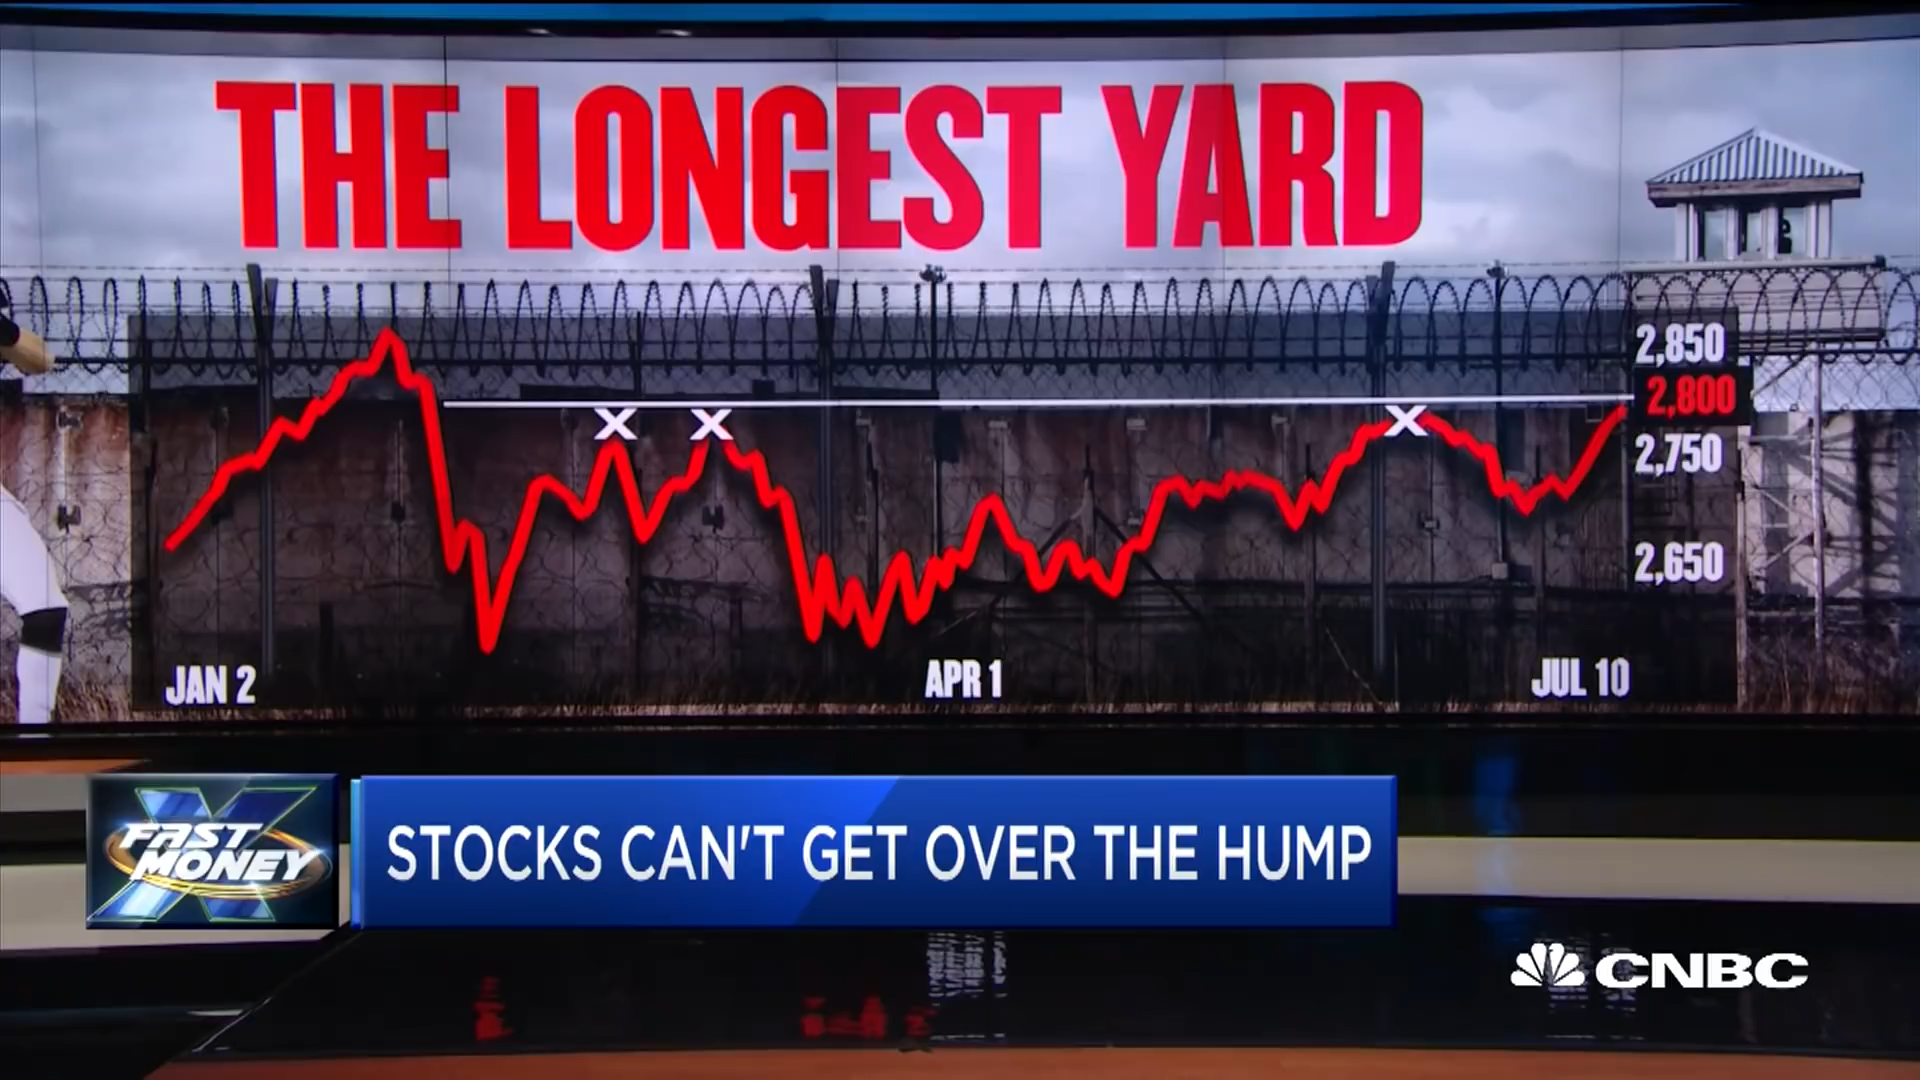 THE LONGEST YARD
X X X
2,850
2,800
2,750
2,650
JAN 2 APR 1 JUL 10
FAST
MONEY
STOCKS CAN'T GET OVER THE HUMP
CNBC